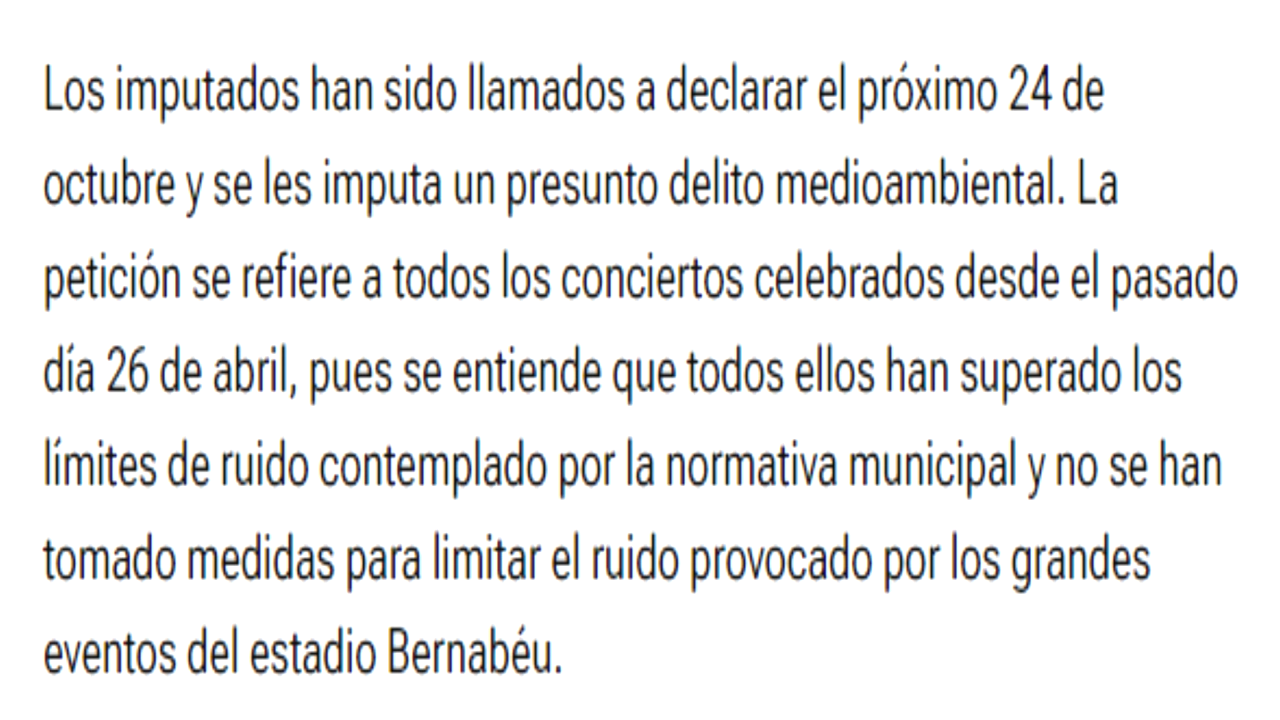 Los imputados han sido llamados a declarar el próximo 24 de
octubre y se les imputa un presunto delito medioambiental. La
petición se refiere a todos los conciertos celebrados desde el pasado
día 26 de abril, pues se entiende que todos ellos han superado los
límites de ruido contemplado por la normativa municipal y no se han
tomado medidas para limitar el ruido provocado por los grandes
eventos del estadio Bernabéu.